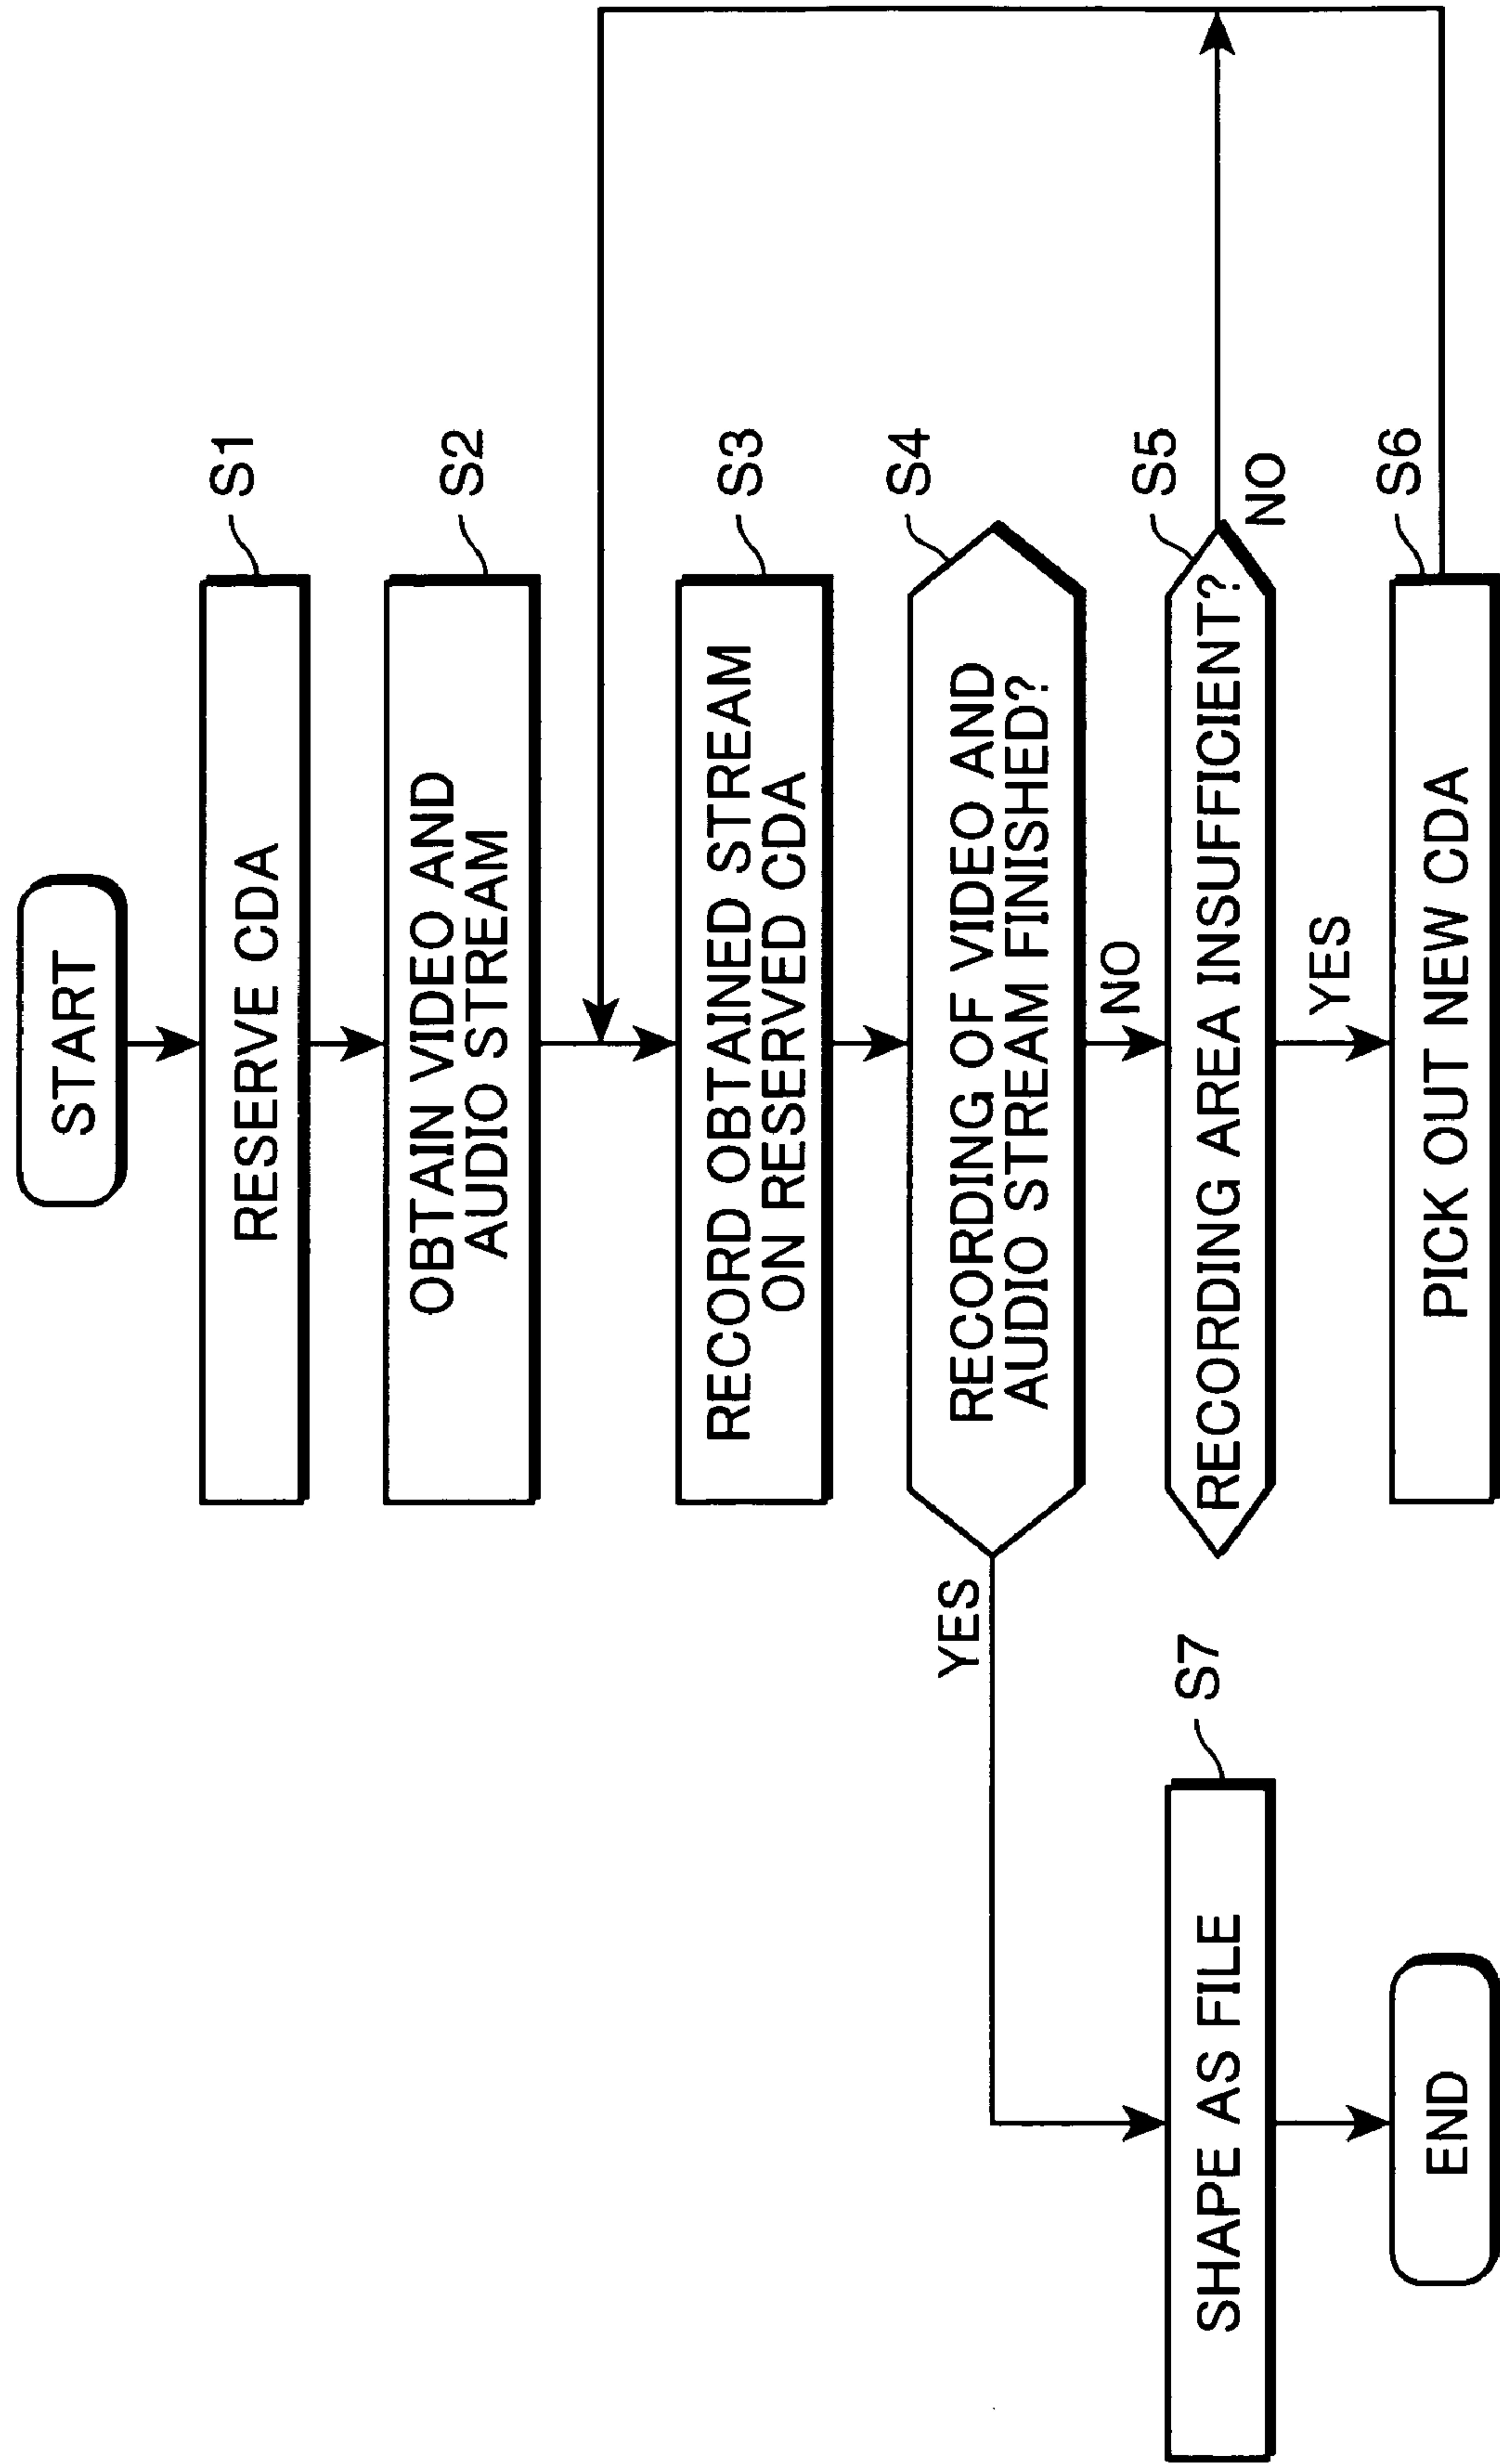 START
RESERVE CDA
S1
OBTAIN VIDEO AND
AUDIO STREAM
S2
RECORD OBTAINED STREAM
ON RESERVED CDA
S3
RECORDING OF VIDEO AND
AUDIO STREAM FINISHED?
S4
YES
NO
RECORDING AREA INSUFFICIENT?
S5
NO
YES
PICK OUT NEW CDA
S6
SHAPE AS FILE
S7
END